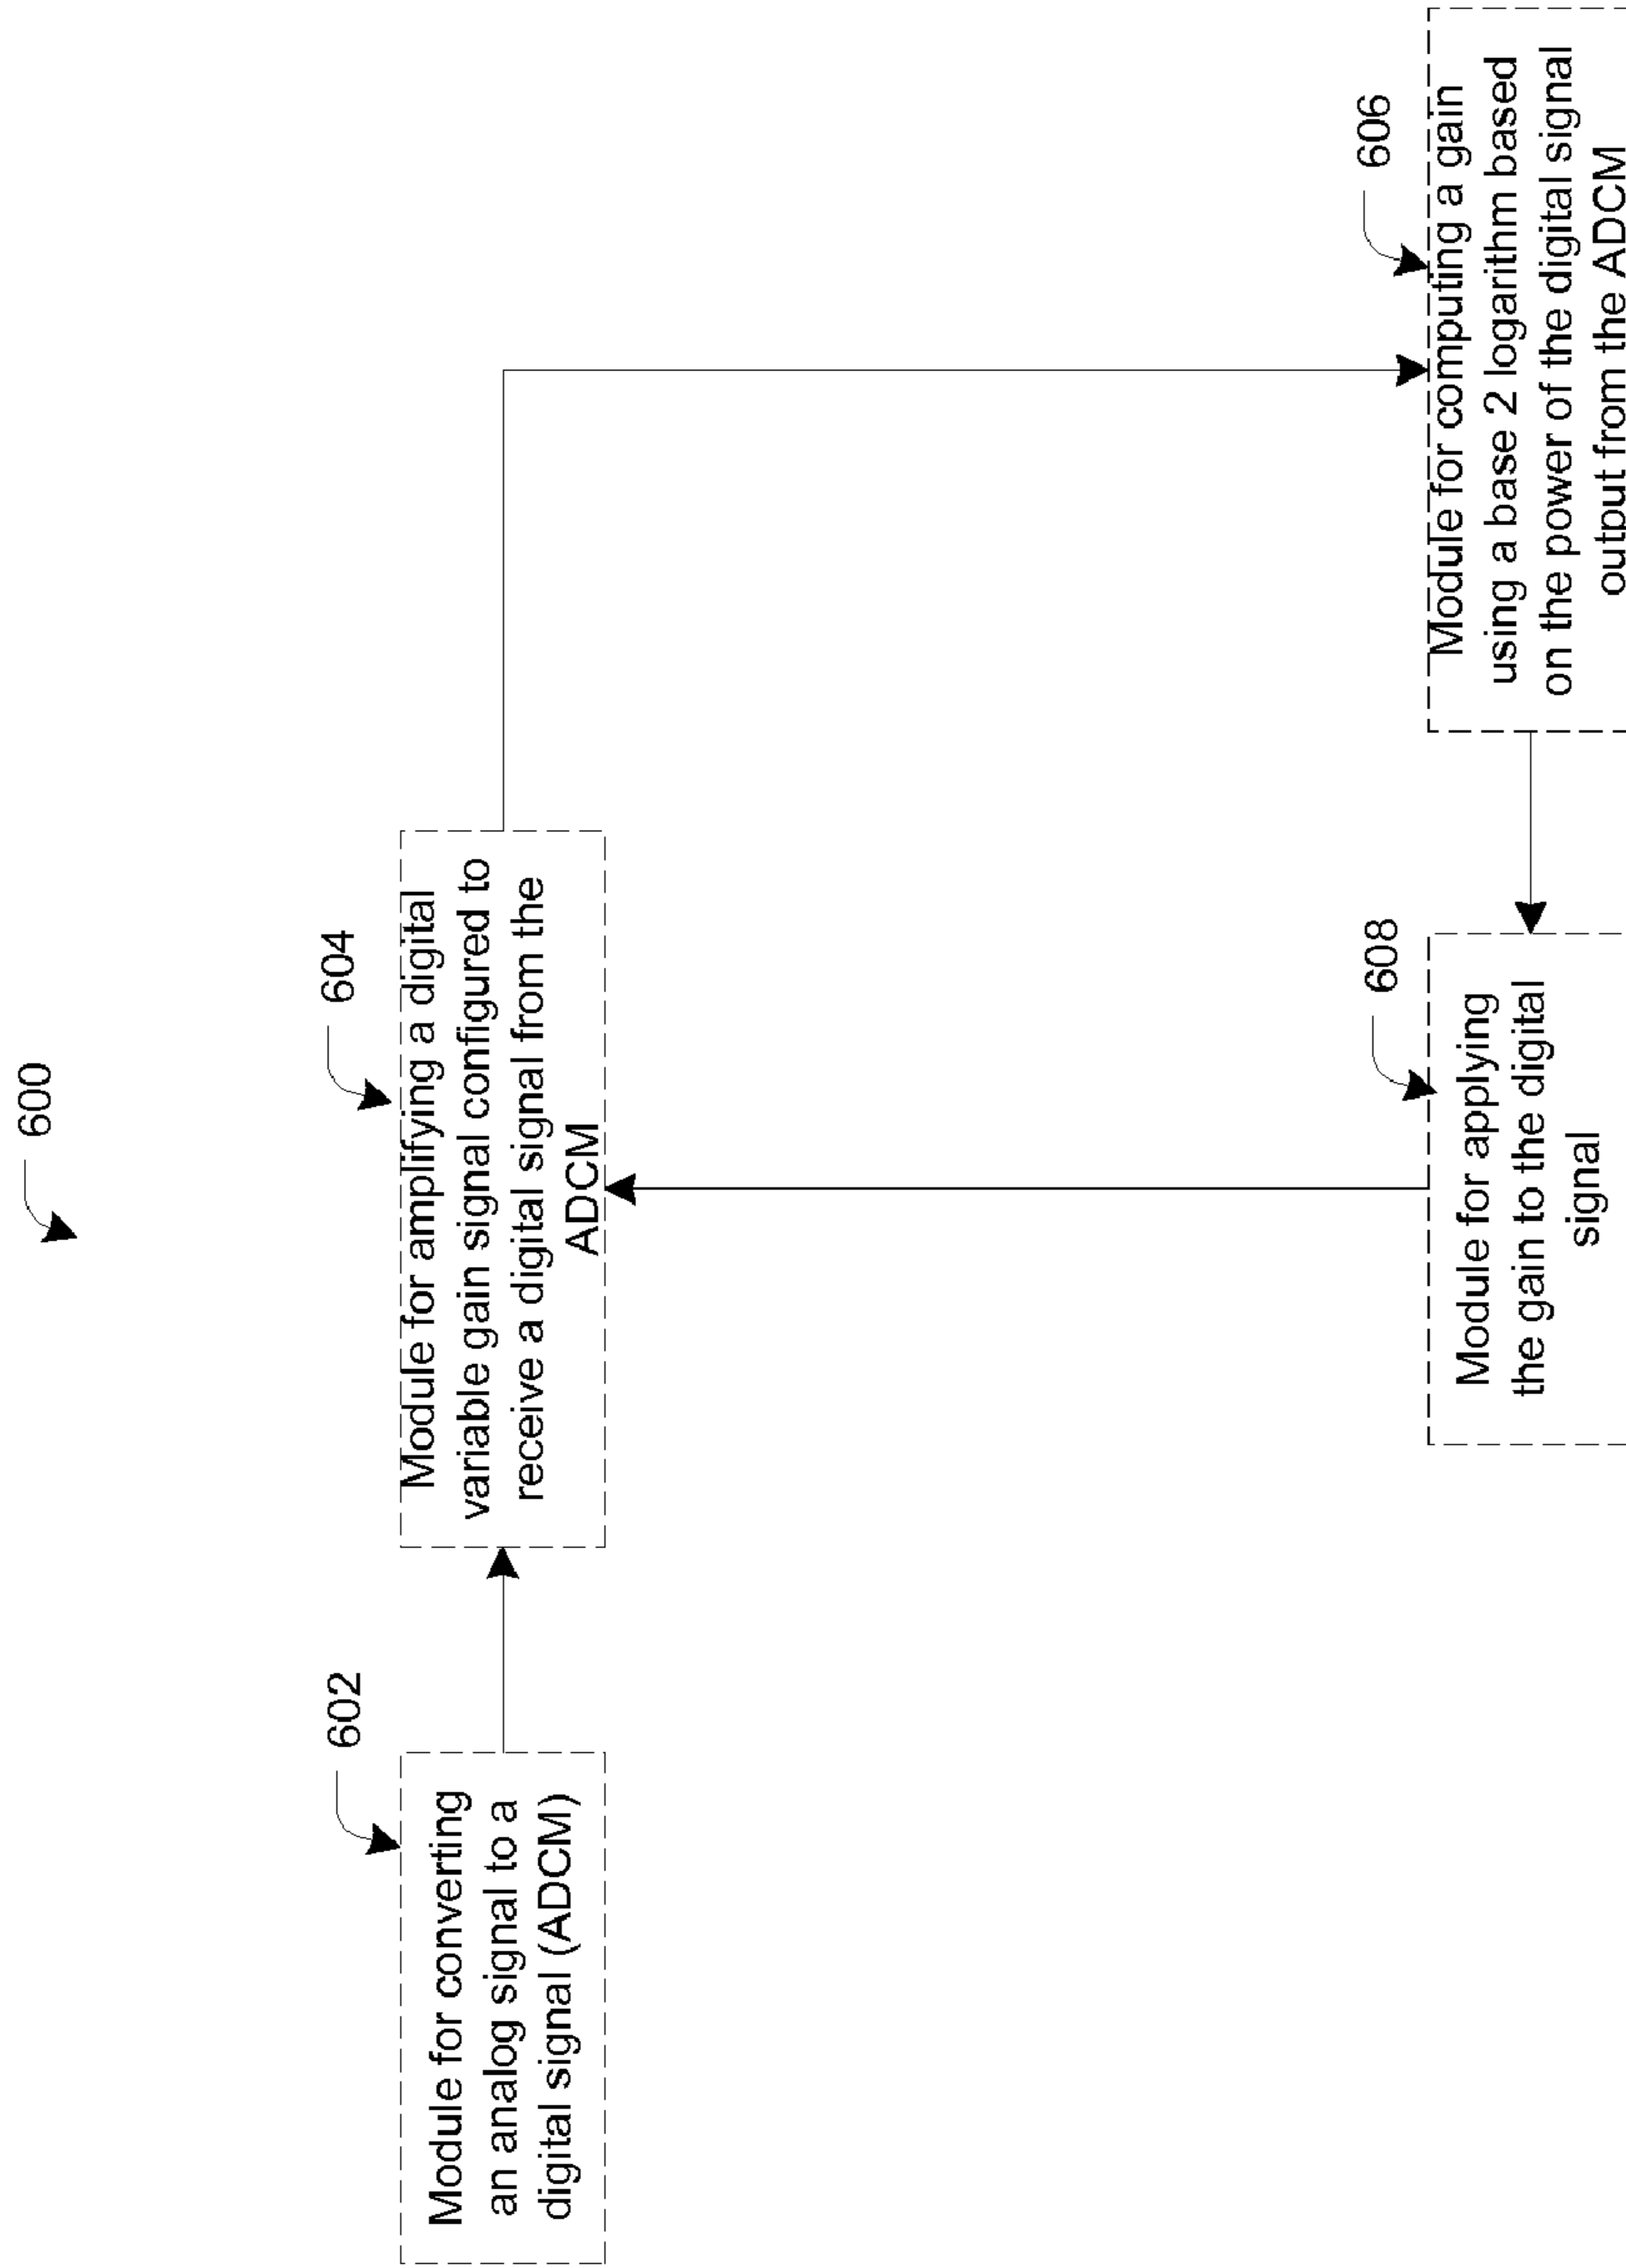 600
602
Module for converting
an analog signal to a
digital signal (ADCM)
604
Module for amplifying a digital
variable gain signal configured to
receive a digital signal from the
ADCM
606
Module for computing a gain
using a base 2 logarithm based
on the power of the digital signal
output from the ADCM
608
Module for applying
the gain to the digital
signal